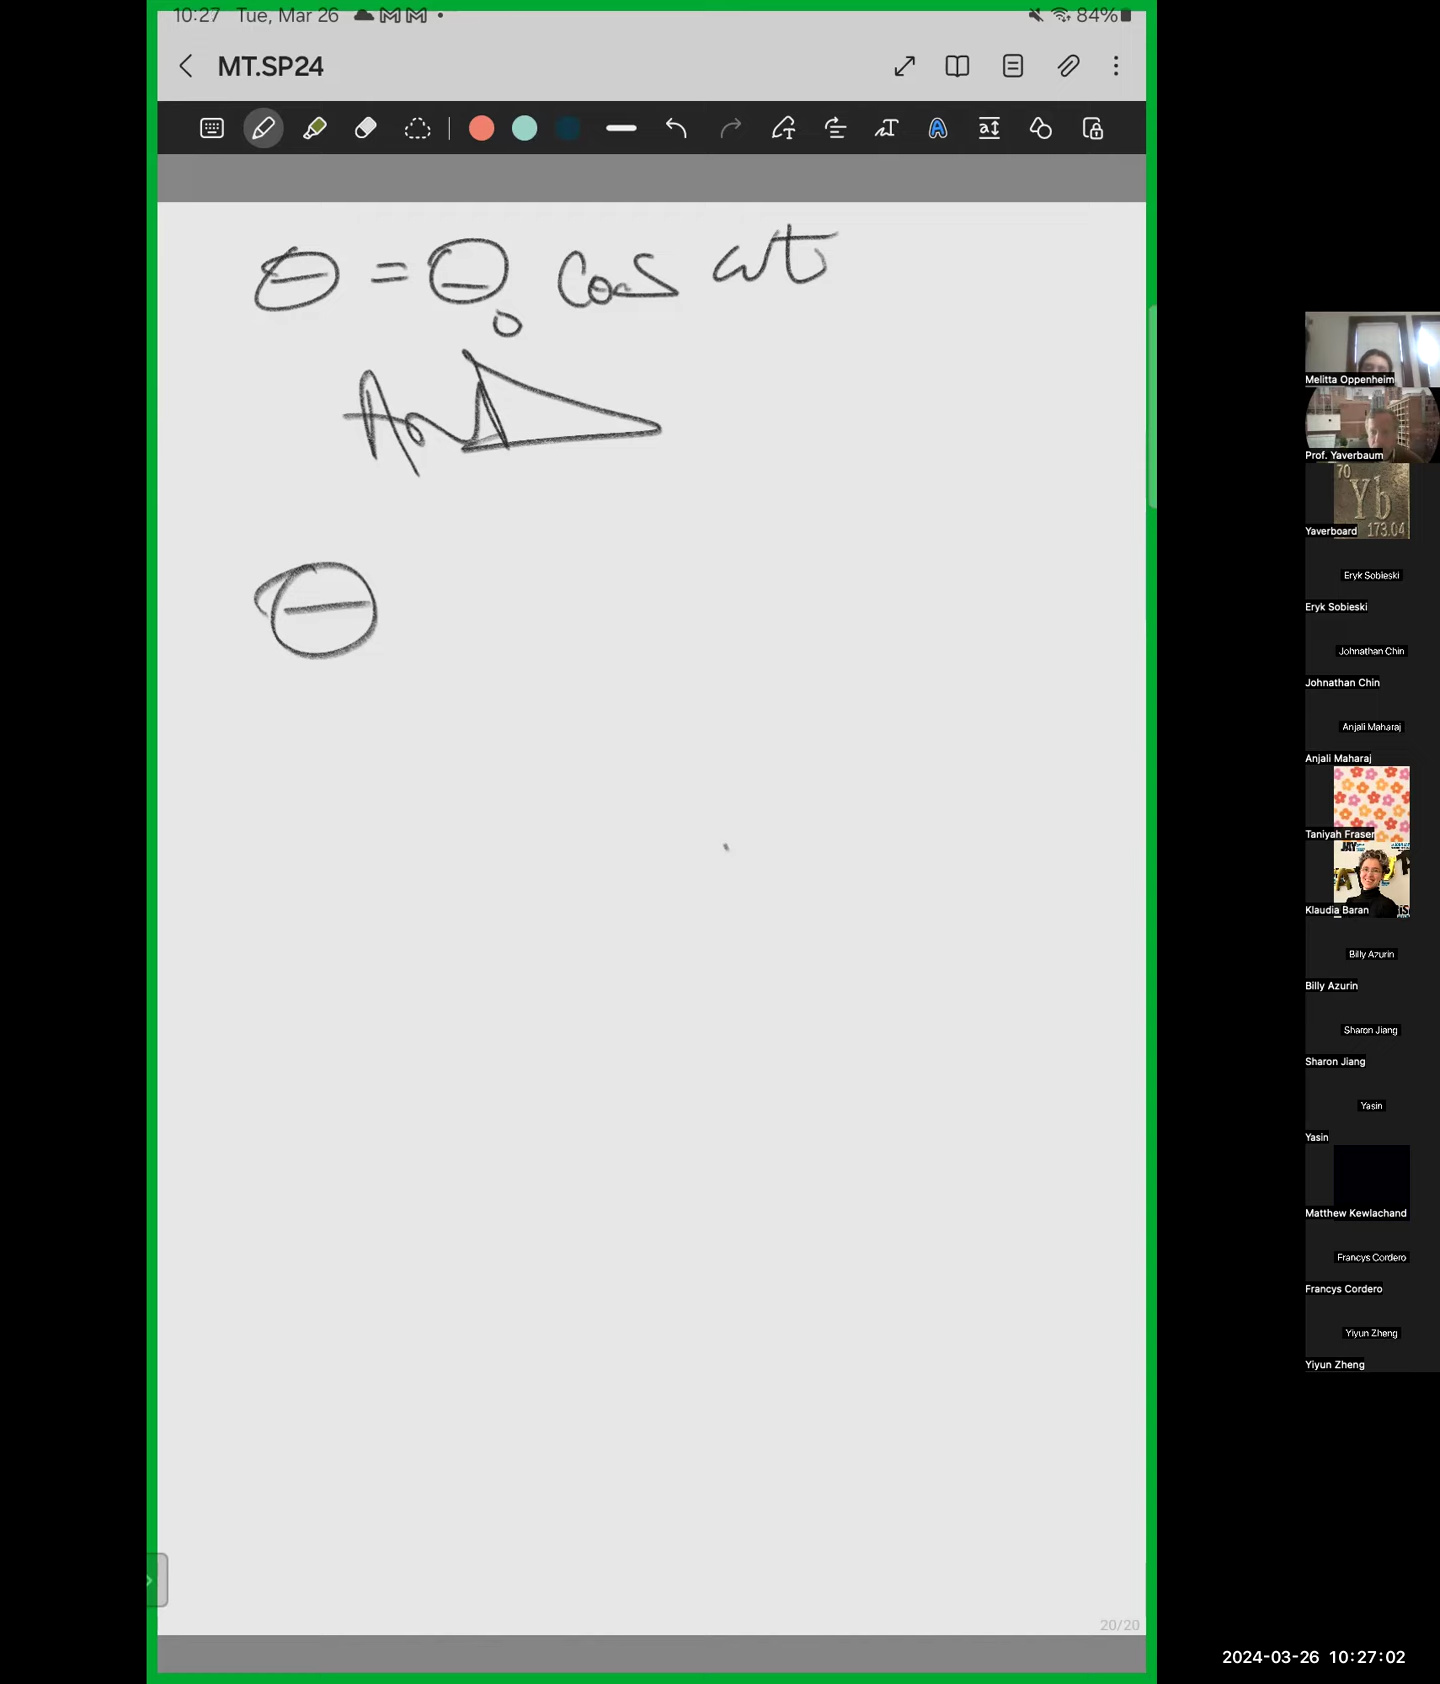 10:27 Tue, Mar 26 84%
MT.SP24
Θ = Θ₀ cos ωt
Θ
20/20
Melitta Oppenheim
Prof. Yaverbaum
70
Yb
173.04
Yaverboard
Eryk Sobieski
Eryk Sobieski
Johnathan Chin
Johnathan Chin
Anjali Maharaj
Anjali Maharaj
Taniyah Fraser
JAY
Klaudia Baran
Billy Azurin
Billy Azurin
Sharon Jiang
Sharon Jiang
Yasin
Yasin
Matthew Kewlachand
Francys Cordero
Francys Cordero
Yiyun Zheng
Yiyun Zheng
2024-03-26 10:27:02